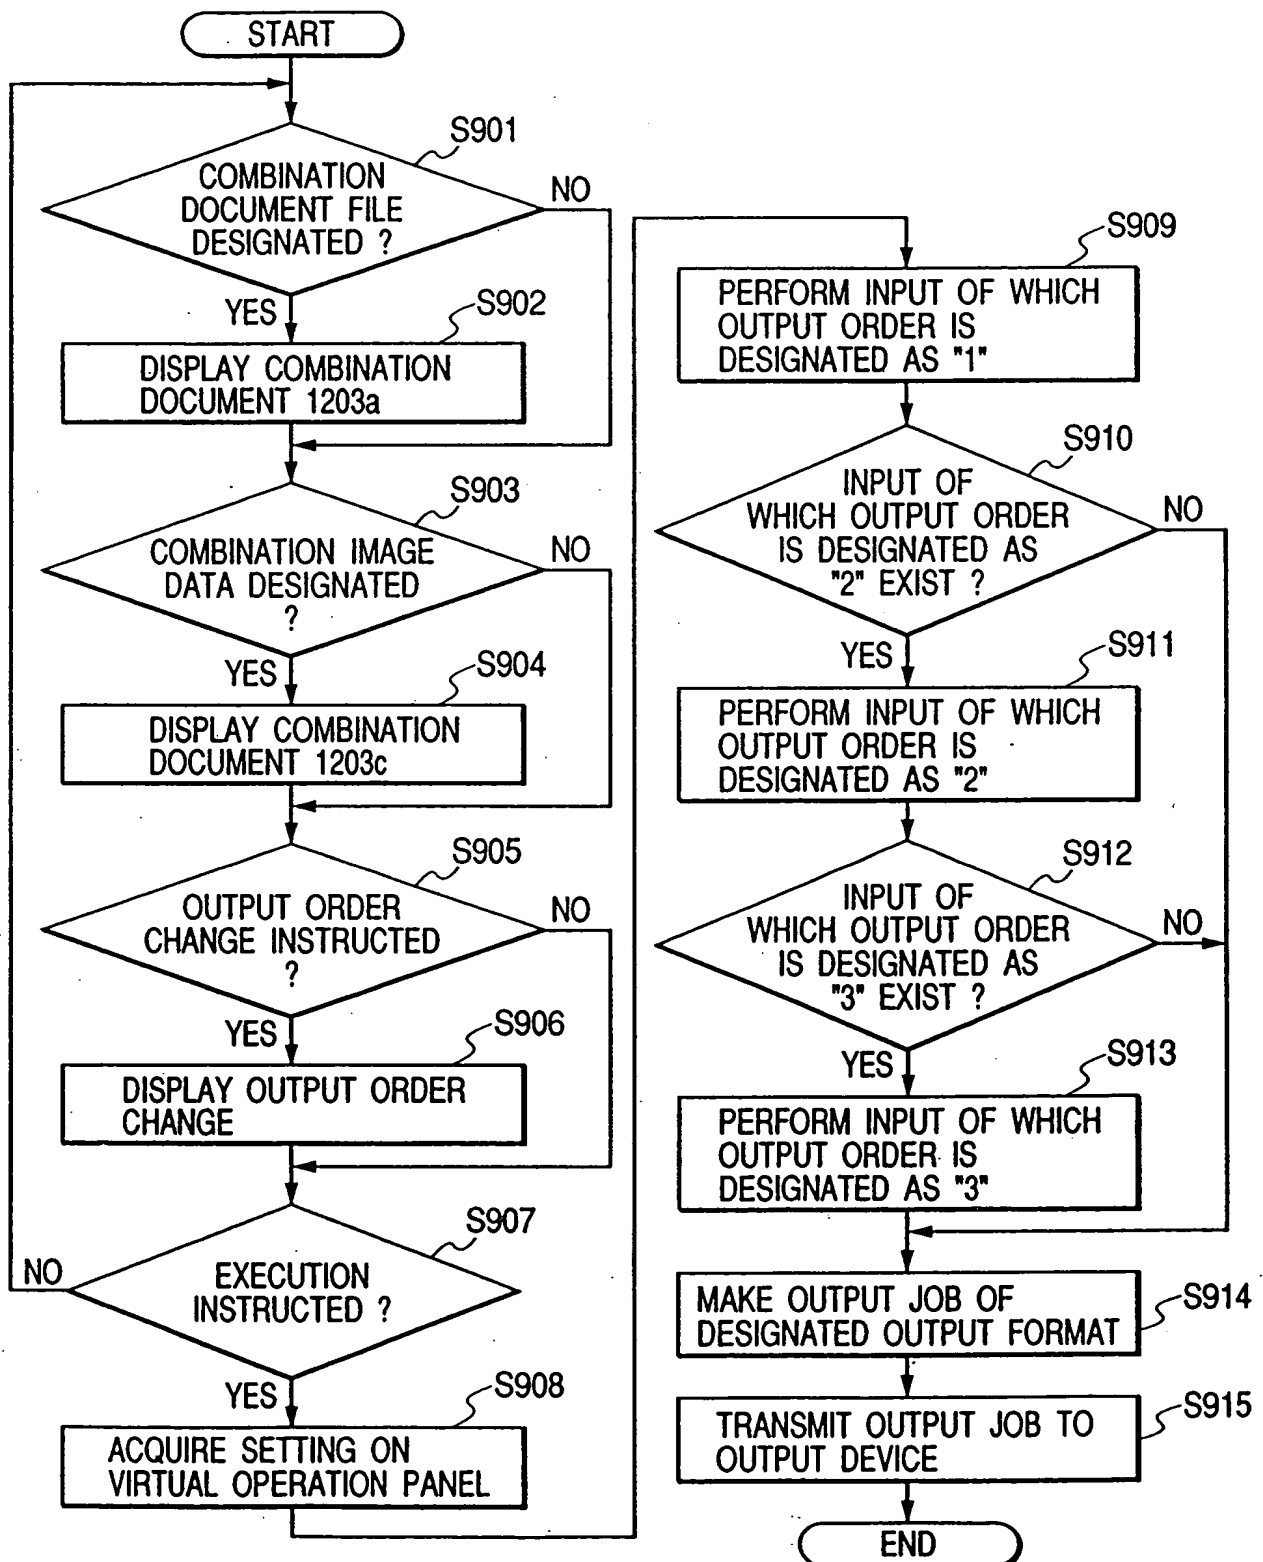 START
S901
COMBINATION
DOCUMENT FILE
DESIGNATED ?
NO
YES
S902
DISPLAY COMBINATION
DOCUMENT 1203a
S903
COMBINATION IMAGE
DATA DESIGNATED
?
NO
YES
S904
DISPLAY COMBINATION
DOCUMENT 1203c
S905
OUTPUT ORDER
CHANGE INSTRUCTED
?
NO
YES
S906
DISPLAY OUTPUT ORDER
CHANGE
S907
EXECUTION
INSTRUCTED ?
NO
YES
S908
ACQUIRE SETTING ON
VIRTUAL OPERATION PANEL
S909
PERFORM INPUT OF WHICH
OUTPUT ORDER IS
DESIGNATED AS "1"
S910
INPUT OF
WHICH OUTPUT ORDER
IS DESIGNATED AS
"2" EXIST ?
NO
YES
S911
PERFORM INPUT OF WHICH
OUTPUT ORDER IS
DESIGNATED AS "2"
S912
INPUT OF
WHICH OUTPUT ORDER
IS DESIGNATED AS
"3" EXIST ?
NO
YES
S913
PERFORM INPUT OF WHICH
OUTPUT ORDER IS
DESIGNATED AS "3"
MAKE OUTPUT JOB OF
DESIGNATED OUTPUT FORMAT
S914
TRANSMIT OUTPUT JOB TO
OUTPUT DEVICE
S915
END